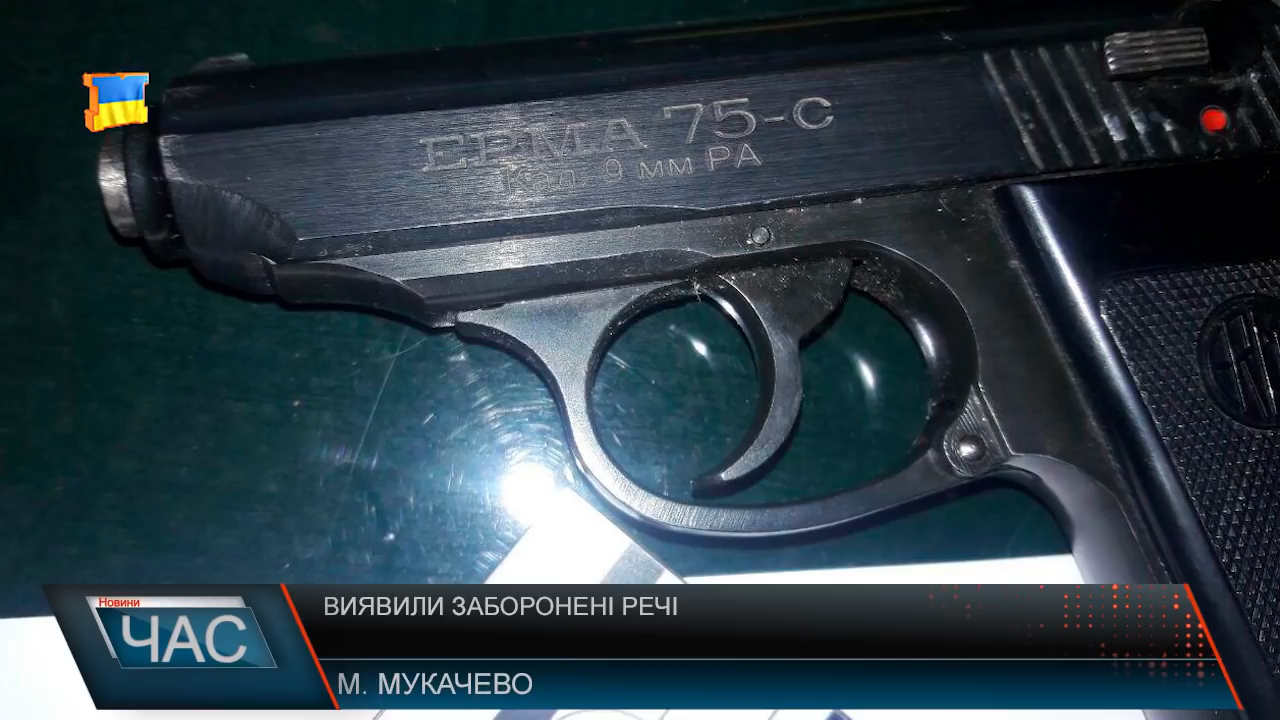 ЕРМА 75-С
Кал. 9 мм РА
Новини
ЧАС
ВИЯВИЛИ ЗАБОРОНЕНІ РЕЧІ
М. МУКАЧЕВО